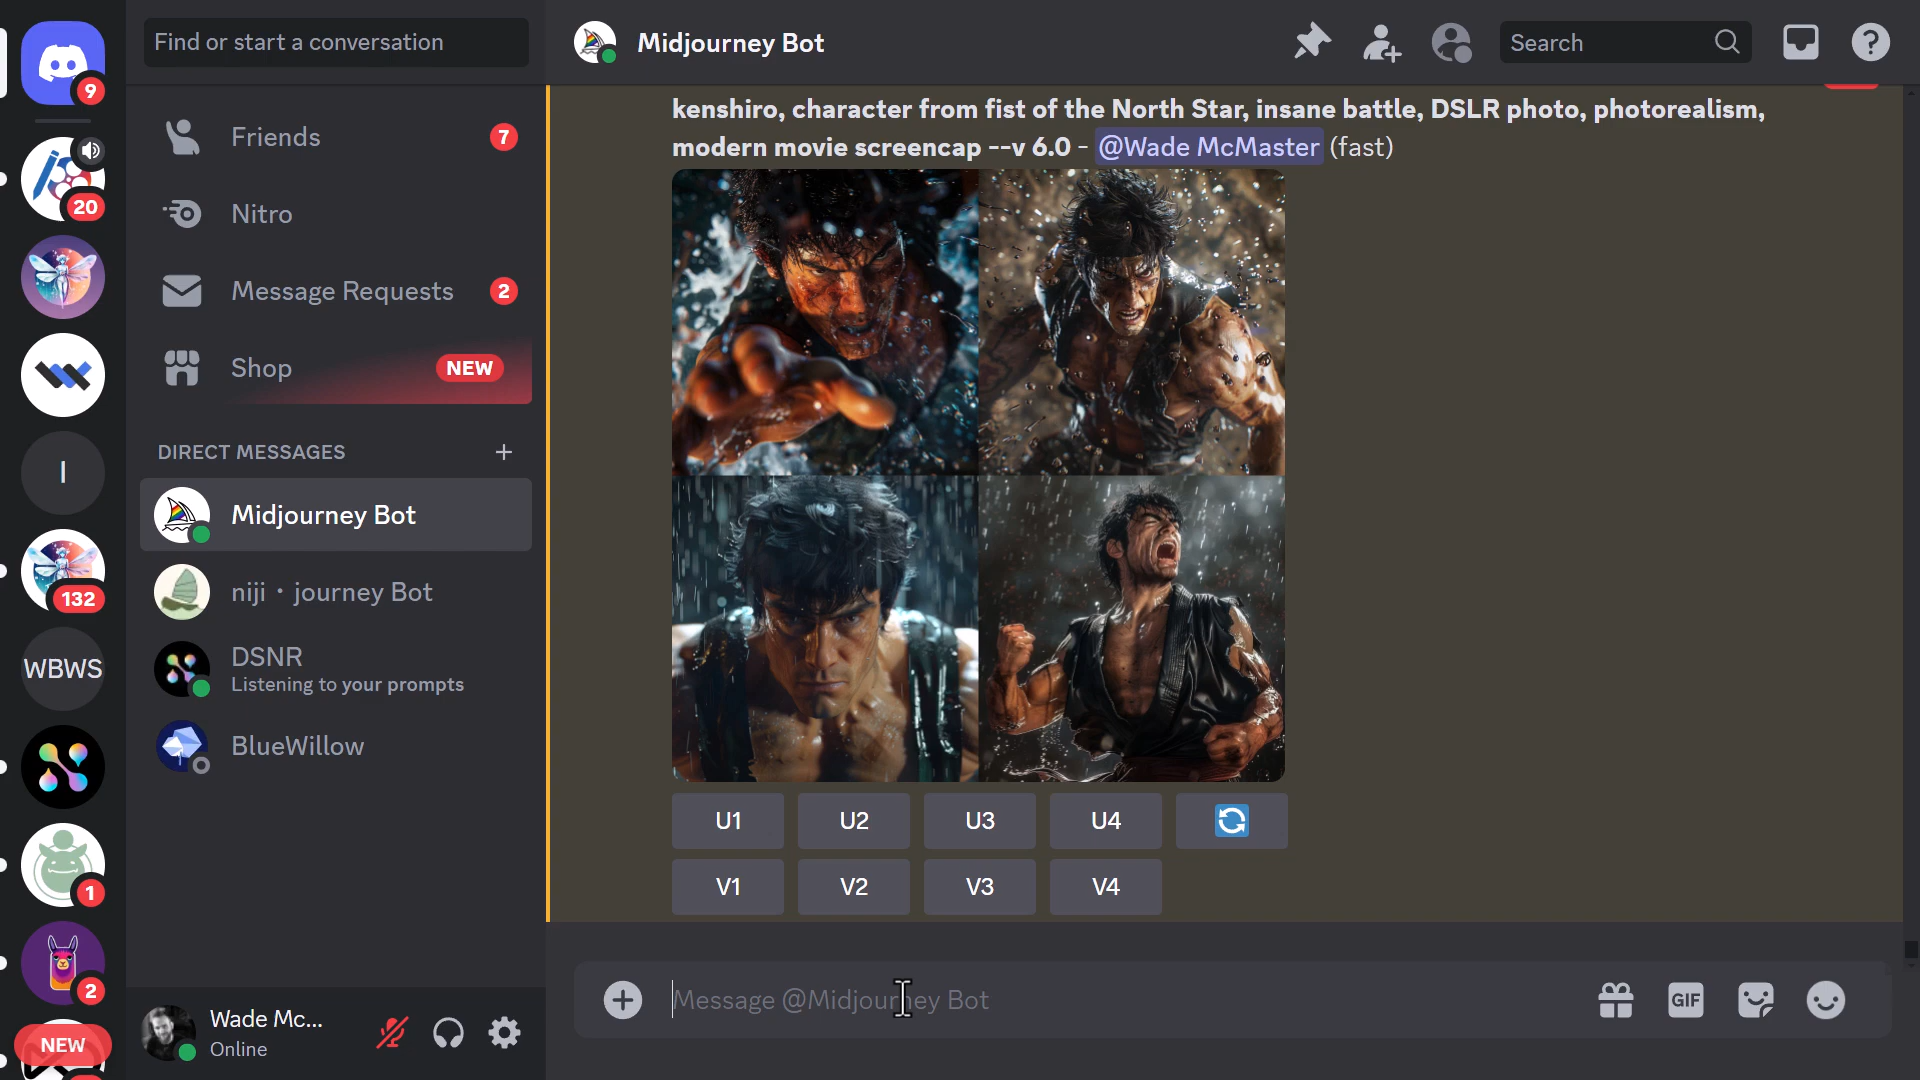 9
20
I
132
WBWS
1
2
NEW
Find or start a conversation
Friends
7
Nitro
Message Requests
2
Shop
NEW
DIRECT MESSAGES
Midjourney Bot
niji・journey Bot
DSNR
Listening to your prompts
BlueWillow
Wade Mc...
Online
Midjourney Bot
Search
kenshiro, character from fist of the North Star, insane battle, DSLR photo, photorealism,
modern movie screencap --v 6.0 - @Wade McMaster (fast)
U1 U2 U3 U4
V1 V2 V3 V4
Message @Midjourney Bot
GIF